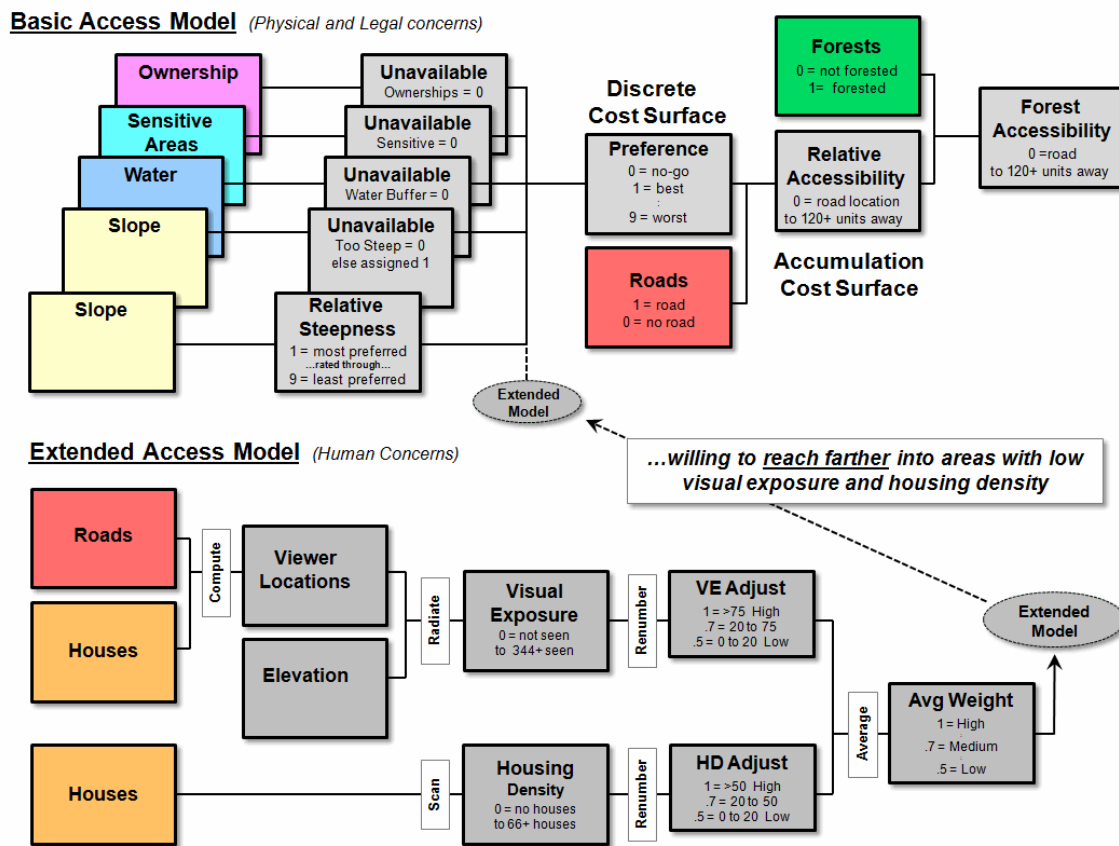 Basic Access Model (Physical and Legal concerns)
Ownership
Sensitive
Areas
Water
Slope
Slope
Unavailable
Ownerships = 0
Unavailable
Sensitive = 0
Unavailable
Water Buffer = 0
Unavailable
Too Steep = 0
else assigned 1
Relative
Steepness
1 = most preferred
...rated through...
9 = least preferred
Discrete
Cost Surface
Preference
0 = no-go
1 = best
:
9 = worst
Roads
1 = road
0 = no road
Forests
0 = not forested
1= forested
Relative
Accessibility
0 = road location
to 120+ units away
Accumulation
Cost Surface
Forest
Accessibility
0 =road
to 120+ units away
Extended
Model
Extended Access Model (Human Concerns)
...willing to reach farther into areas with low
visual exposure and housing density
Roads
Houses
Compute
Viewer
Locations
Elevation
Radiate
Visual
Exposure
0 = not seen
to 344+ seen
Renumber
VE Adjust
1 = >75 High
.7 = 20 to 75
.5 = 0 to 20 Low
Houses
Scan
Housing
Density
0 = no houses
to 66+ houses
Renumber
HD Adjust
1 = >50 High
.7 = 20 to 50
.5 = 0 to 20 Low
Average
Avg Weight
1 = High
:
.7 = Medium
:
.5 = Low
Extended
Model